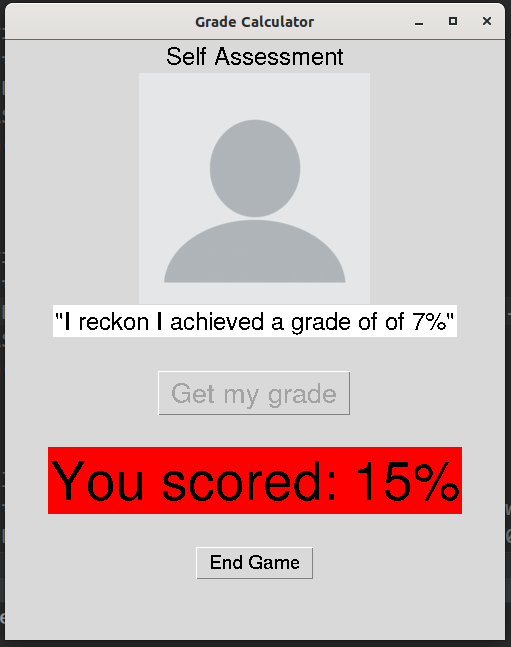 Grade Calculator
Self Assessment
"I reckon I achieved a grade of of 7%"
Get my grade
You scored: 15%
End Game